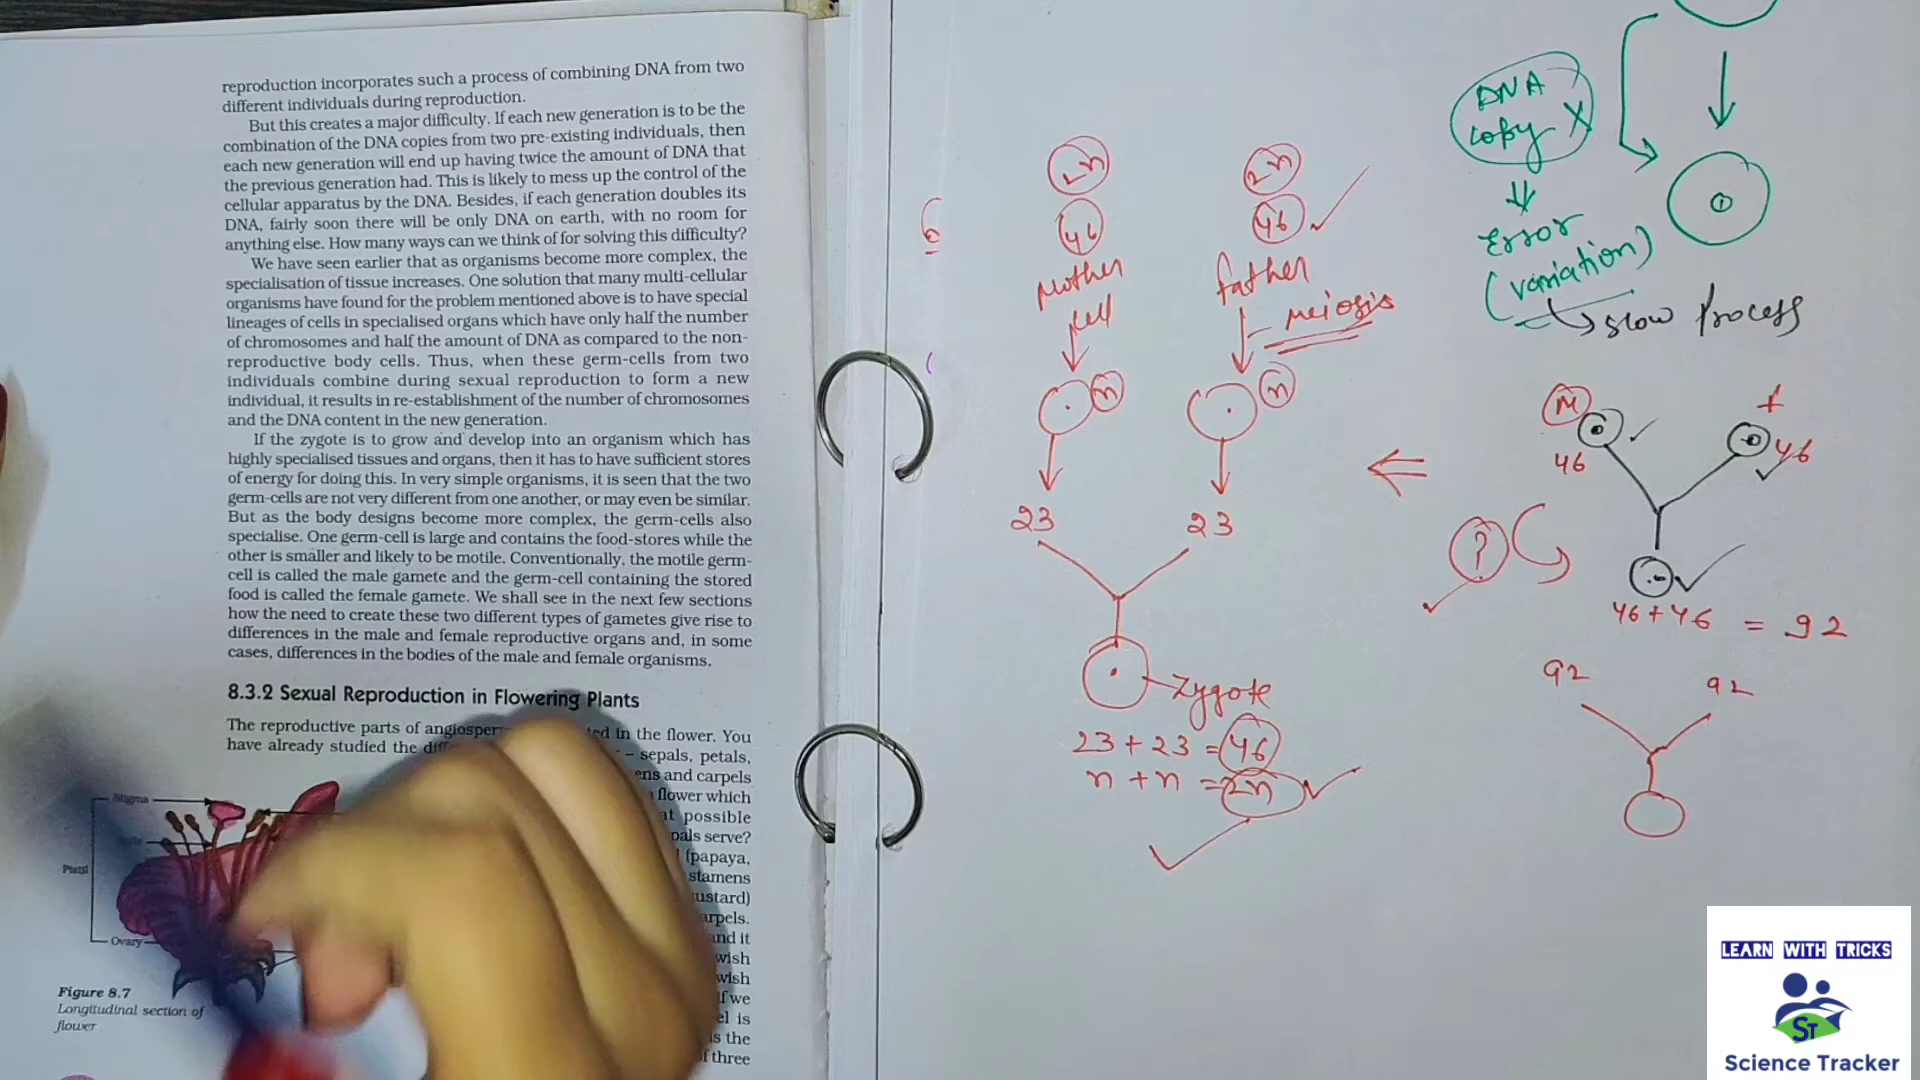 reproduction incorporates such a process of combining DNA from two
different individuals during reproduction.
But this creates a major difficulty. If each new generation is to be the
combination of the DNA copies from two pre-existing individuals, then
each new generation will end up having twice the amount of DNA that
the previous generation had. This is likely to mess up the control of the
cellular apparatus by the DNA. Besides, if each generation doubles its
DNA, fairly soon there will be only DNA on earth, with no room for
anything else. How many ways can we think of for solving this difficulty?
We have seen earlier that as organisms become more complex, the
specialisation of tissue increases. One solution that many multi-cellular
organisms have found for the problem mentioned above is to have special
lineages of cells in specialised organs which have only half the number
of chromosomes and half the amount of DNA as compared to the non-
reproductive body cells. Thus, when these germ-cells from two
individuals combine during sexual reproduction to form a new
individual, it results in re-establishment of the number of chromosomes
and the DNA content in the new generation.
If the zygote is to grow and develop into an organism which has
highly specialised tissues and organs, then it has to have sufficient stores
of energy for doing this. In very simple organisms, it is seen that the two
germ-cells are not very different from one another, or may even be similar.
But as the body designs become more complex, the germ-cells also
specialise. One germ-cell is large and contains the food-stores while the
other is smaller and likely to be motile. Conventionally, the motile germ-
cell is called the male gamete and the germ-cell containing the stored
food is called the female gamete. We shall see in the next few sections
how the need to create these two different types of gametes give rise to
differences in the male and female reproductive organs and, in some
cases, differences in the bodies of the male and female organisms.
8.3.2 Sexual Reproduction in Flowering Plants
The reproductive parts of in the flower. You
have already studied the – sepals, petals,
and carpels
flower which
possible
serve?
(papaya,
stamens
and it
wish
wish
we
is
is the
three
Stigma
Pistil
Ovary
Figure 8.7
Longitudinal section of
flower
2n 2n
46 46
Mother father
cell meiosis
n n
23 23
Zygote
23 + 23 = 46
n + n = 2n
DNA
copy X
Error
(variation)
slow Process
M f
46 46
?
46 + 46 = 92
92 92
LEARN WITH TRICKS
ST
Science Tracker